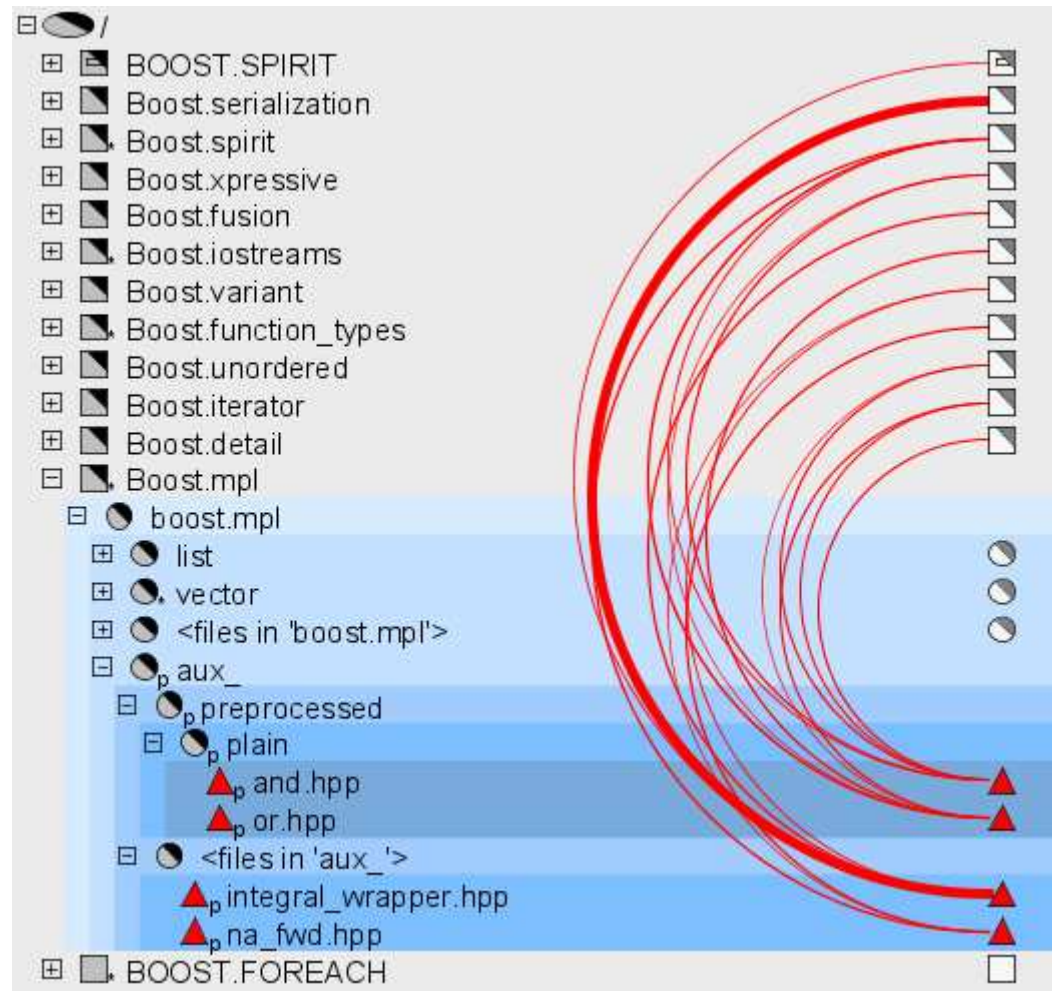 /
BOOST.SPIRIT
Boost.serialization
* Boost.spirit
Boost.xpressive
Boost.fusion
* Boost.iostreams
Boost.variant
* Boost.function_types
Boost.unordered
Boost.iterator
Boost.detail
* Boost.mpl
boost.mpl
list
* vector
<files in 'boost.mpl'>
p aux_
p preprocessed
p plain
p and.hpp
p or.hpp
<files in 'aux_'>
p integral_wrapper.hpp
p na_fwd.hpp
* BOOST.FOREACH